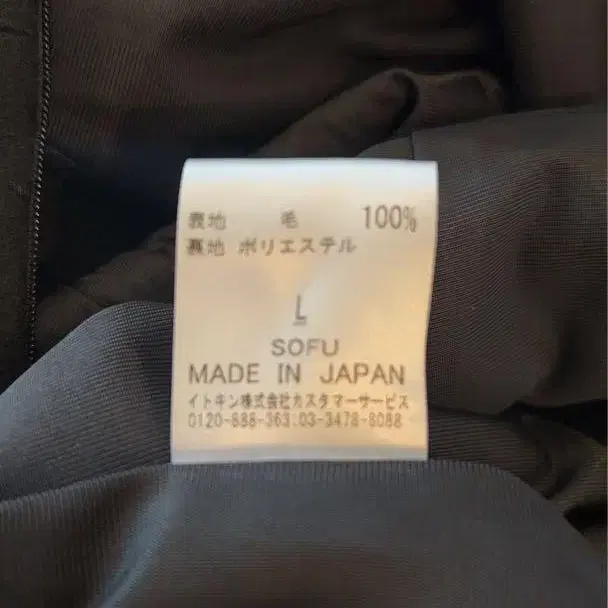 表地 毛 100%
裏地 ポリエステル
L
SOFU
MADE IN JAPAN
イトキン株式会社カスタマーサービス
0120-888-363.03-3478-8088